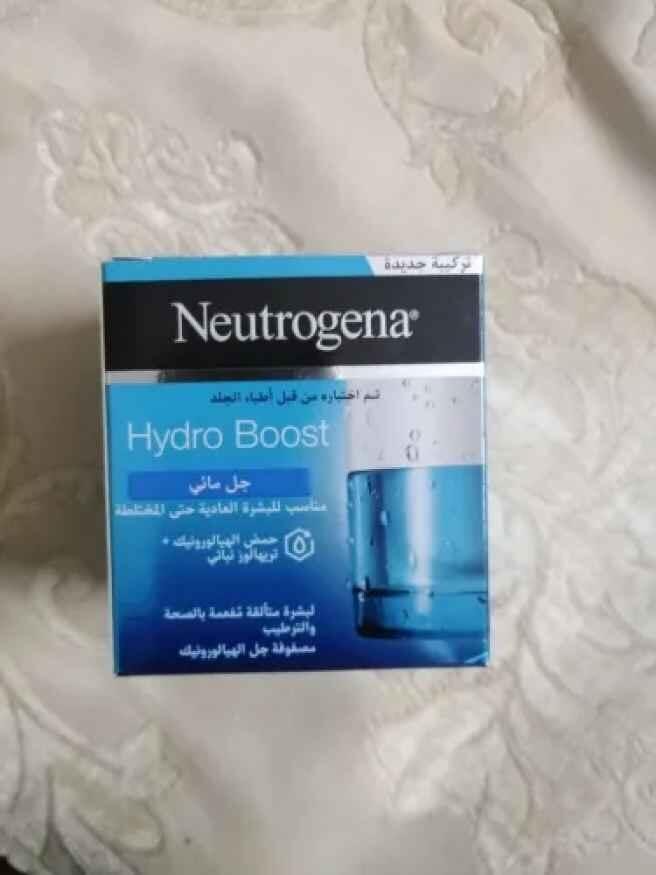 تركيبة جديدة
Neutrogena®
تم اختباره من قبل أطباء الجلد
Hydro Boost
جل مائي
مناسب للبشرة العادية حتى المختلطة
حمض الهيالورونيك +
تريهالوز نباتي
لبشرة متألقة مُفعمة بالصحة
والترطيب
مصفوفة جل الهيالورونيك